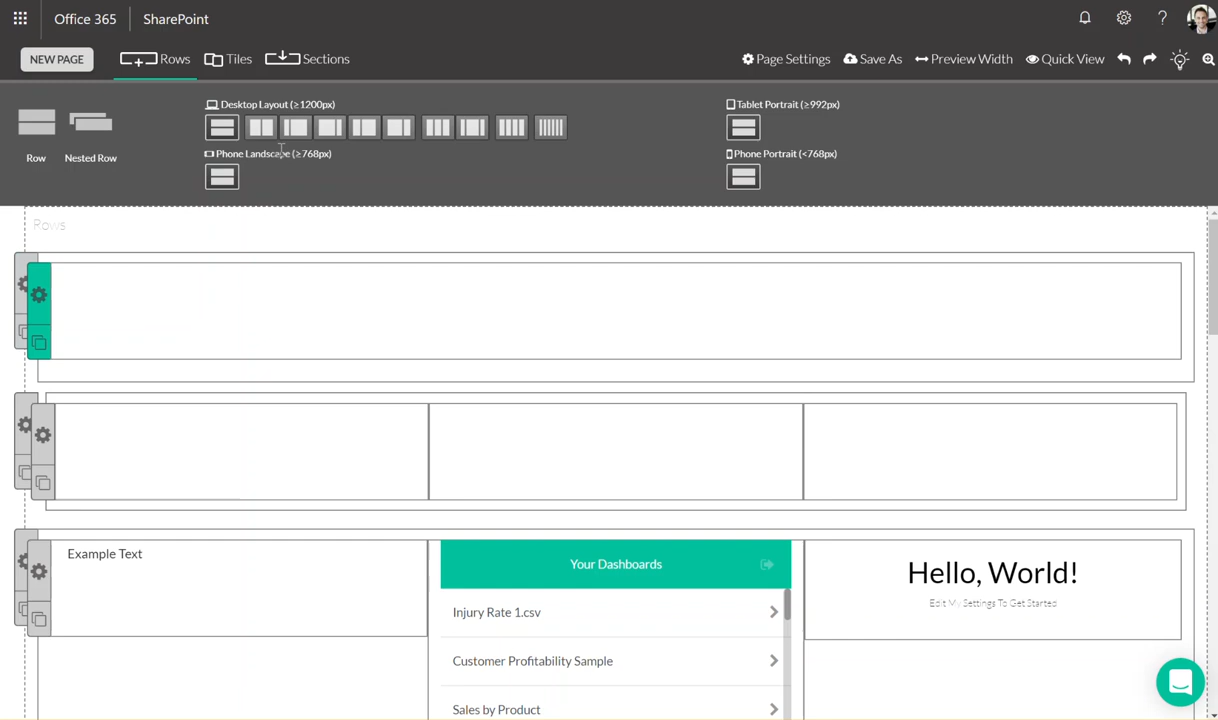 Office 365 SharePoint
NEW PAGE Rows Tiles Sections Page Settings Save As Preview Width Quick View
Row Nested Row
Desktop Layout (≥1200px)
Tablet Portrait (≥992px)
Phone Landscape (≥768px)
Phone Portrait (<768px)
Rows
Example Text
Your Dashboards
Injury Rate 1.csv
Customer Profitability Sample
Sales by Product
Hello, World!
Edit My Settings To Get Started